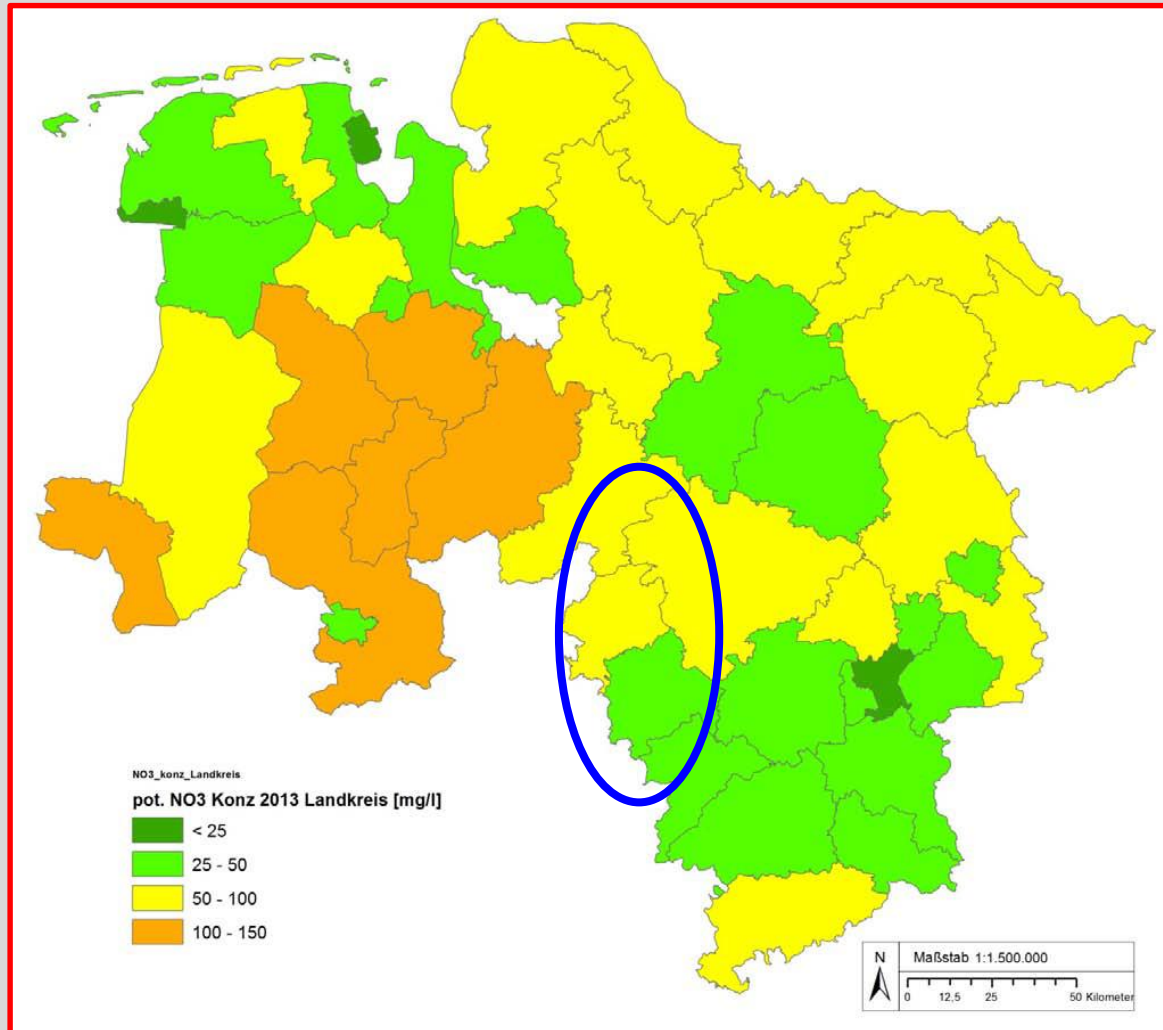 NO3_konz_Landkreis
pot. NO3 Konz 2013 Landkreis [mg/l]
< 25
25 - 50
50 - 100
100 - 150
N
Maßstab 1:1.500.000
0 12,5 25 50 Kilometer